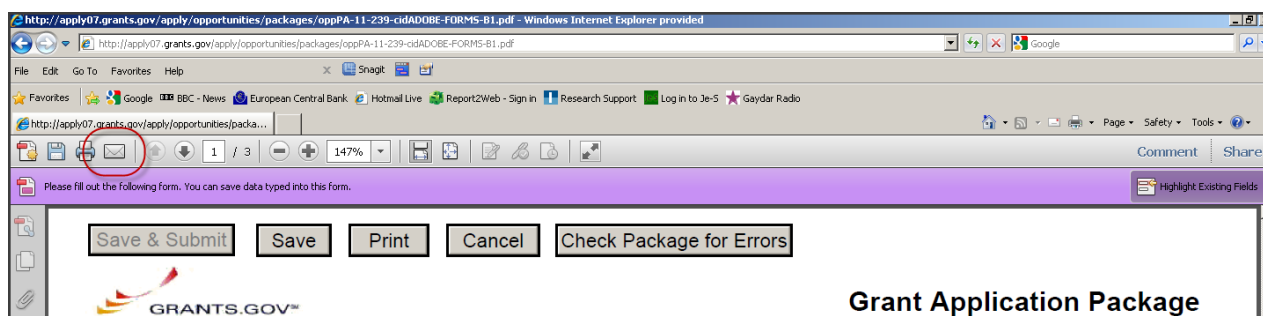 http://apply07.grants.gov/apply/opportunities/packages/oppPA-11-239-cidADOBE-FORMS-B1.pdf - Windows Internet Explorer provided
http://apply07.grants.gov/apply/opportunities/packages/oppPA-11-239-cidADOBE-FORMS-B1.pdf Google
File Edit Go To Favorites Help x Snagit
Favorites Google BBC - News European Central Bank Hotmail Live Report2Web - Sign in Research Support Log in to Je-S Gaydar Radio
http://apply07.grants.gov/apply/opportunities/packa... Page Safety Tools
1 / 3 147% Comment Share
Please fill out the following form. You can save data typed into this form. Highlight Existing Fields
Save & Submit Save Print Cancel Check Package for Errors
GRANTS.GOV℠ Grant Application Package